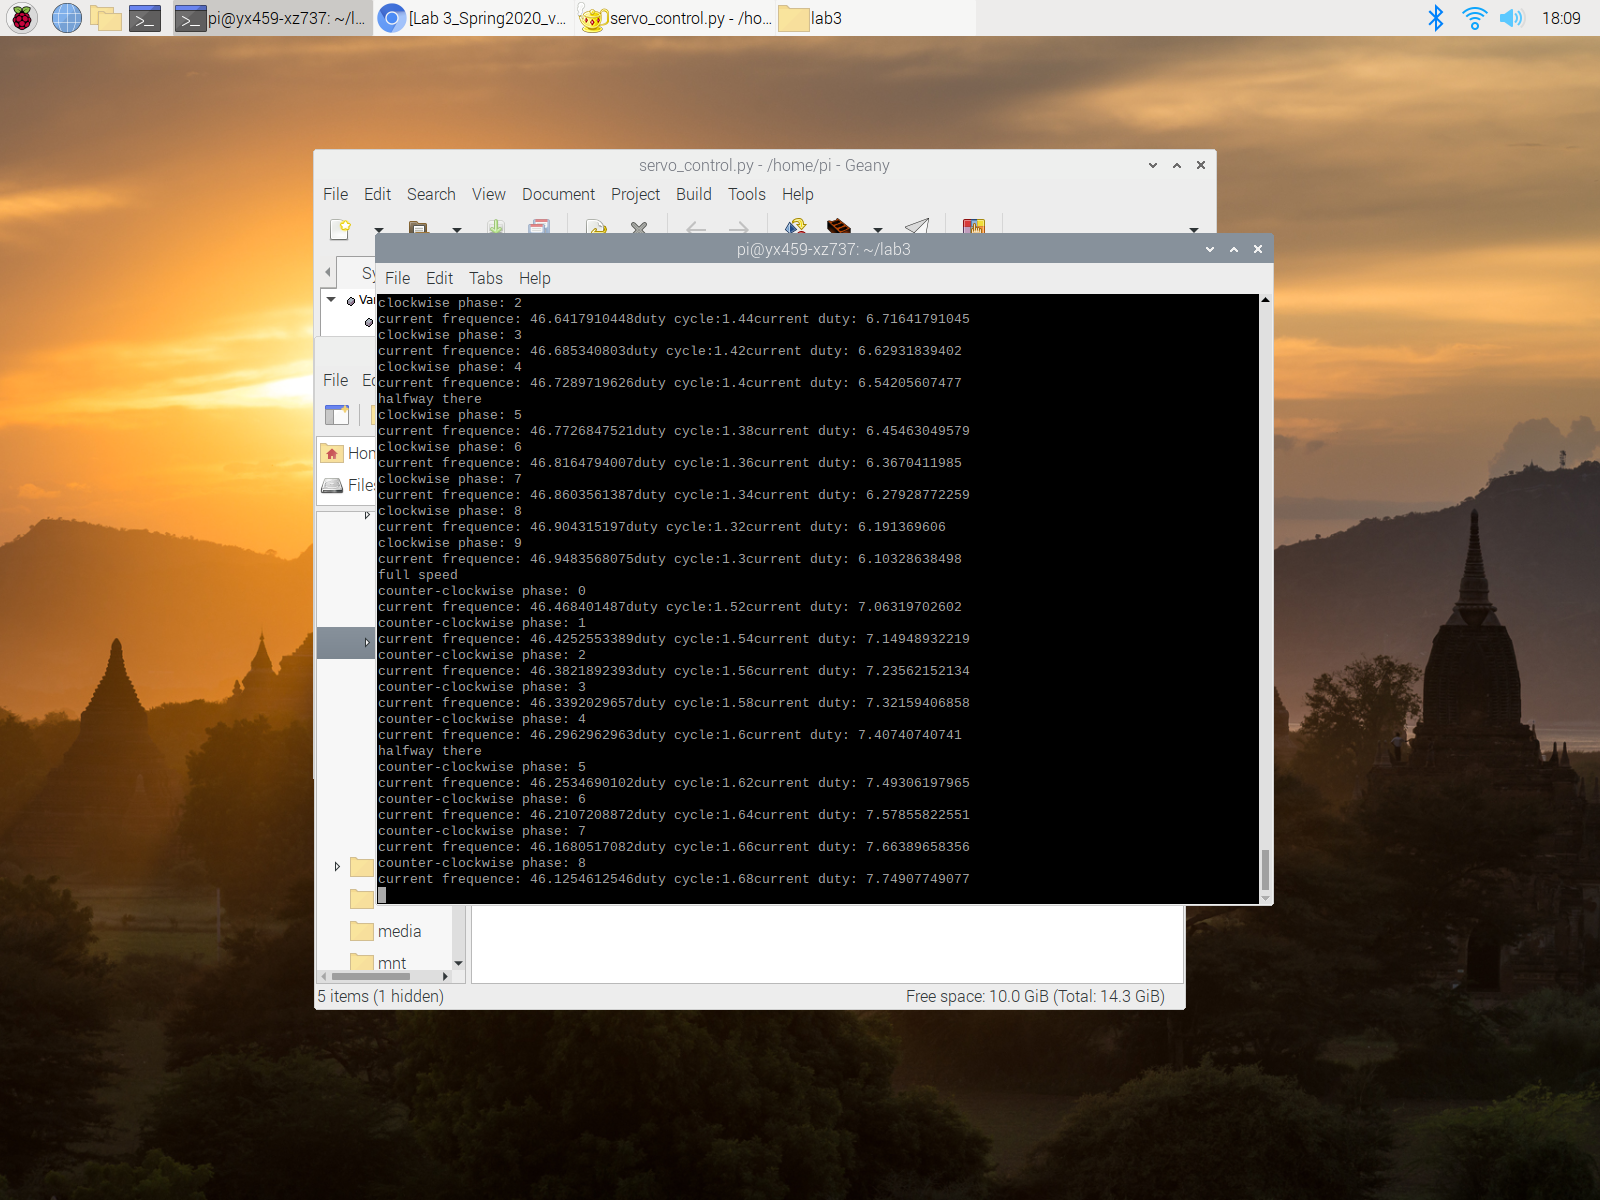 pi@yx459-xz737: ~/l...
[Lab 3_Spring2020_v...
servo_control.py - /ho...
lab3
18:09
servo_control.py - /home/pi - Geany
File Edit Search View Document Project Build Tools Help
pi@yx459-xz737: ~/lab3
File Edit Tabs Help
clockwise phase: 2
current frequence: 46.6417910448duty cycle:1.44current duty: 6.71641791045
clockwise phase: 3
current frequence: 46.685340803duty cycle:1.42current duty: 6.62931839402
clockwise phase: 4
current frequence: 46.7289719626duty cycle:1.4current duty: 6.54205607477
halfway there
clockwise phase: 5
current frequence: 46.7726847521duty cycle:1.38current duty: 6.45463049579
clockwise phase: 6
current frequence: 46.8164794007duty cycle:1.36current duty: 6.3670411985
clockwise phase: 7
current frequence: 46.8603561387duty cycle:1.34current duty: 6.27928772259
clockwise phase: 8
current frequence: 46.904315197duty cycle:1.32current duty: 6.191369606
clockwise phase: 9
current frequence: 46.9483568075duty cycle:1.3current duty: 6.10328638498
full speed
counter-clockwise phase: 0
current frequence: 46.468401487duty cycle:1.52current duty: 7.06319702602
counter-clockwise phase: 1
current frequence: 46.4252553389duty cycle:1.54current duty: 7.14948932219
counter-clockwise phase: 2
current frequence: 46.3821892393duty cycle:1.56current duty: 7.23562152134
counter-clockwise phase: 3
current frequence: 46.3392029657duty cycle:1.58current duty: 7.32159406858
counter-clockwise phase: 4
current frequence: 46.2962962963duty cycle:1.6current duty: 7.40740740741
halfway there
counter-clockwise phase: 5
current frequence: 46.2534690102duty cycle:1.62current duty: 7.49306197965
counter-clockwise phase: 6
current frequence: 46.2107208872duty cycle:1.64current duty: 7.57855822551
counter-clockwise phase: 7
current frequence: 46.1680517082duty cycle:1.66current duty: 7.66389658356
counter-clockwise phase: 8
current frequence: 46.1254612546duty cycle:1.68current duty: 7.74907749077
Sy
Va
File
Hon
File
media
mnt
5 items (1 hidden)
Free space: 10.0 GiB (Total: 14.3 GiB)